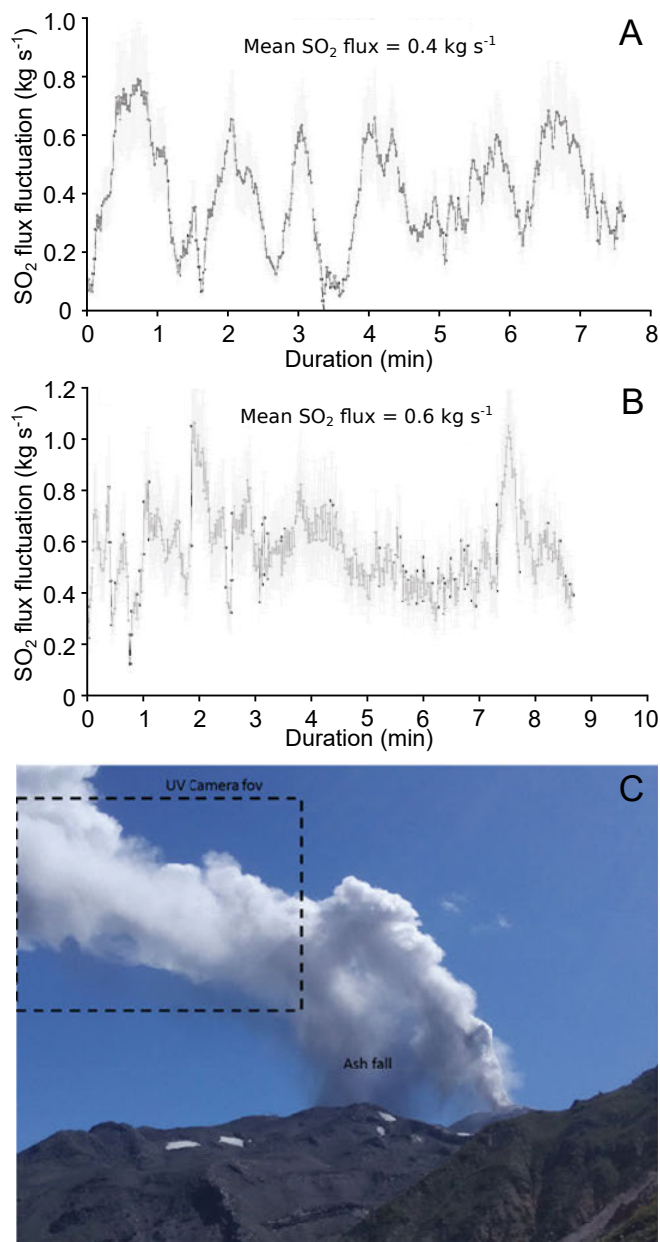 A
Mean SO₂ flux = 0.4 kg s⁻¹
SO₂ flux fluctuation (kg s⁻¹)
1.0
0.8
0.6
0.4
0.2
0
0 1 2 3 4 5 6 7 8
Duration (min)
B
Mean SO₂ flux = 0.6 kg s⁻¹
SO₂ flux fluctuation (kg s⁻¹)
1.2
1.0
0.8
0.6
0.4
0.2
0
0 1 2 3 4 5 6 7 8 9 10
Duration (min)
C
UV Camera fov
Ash fall